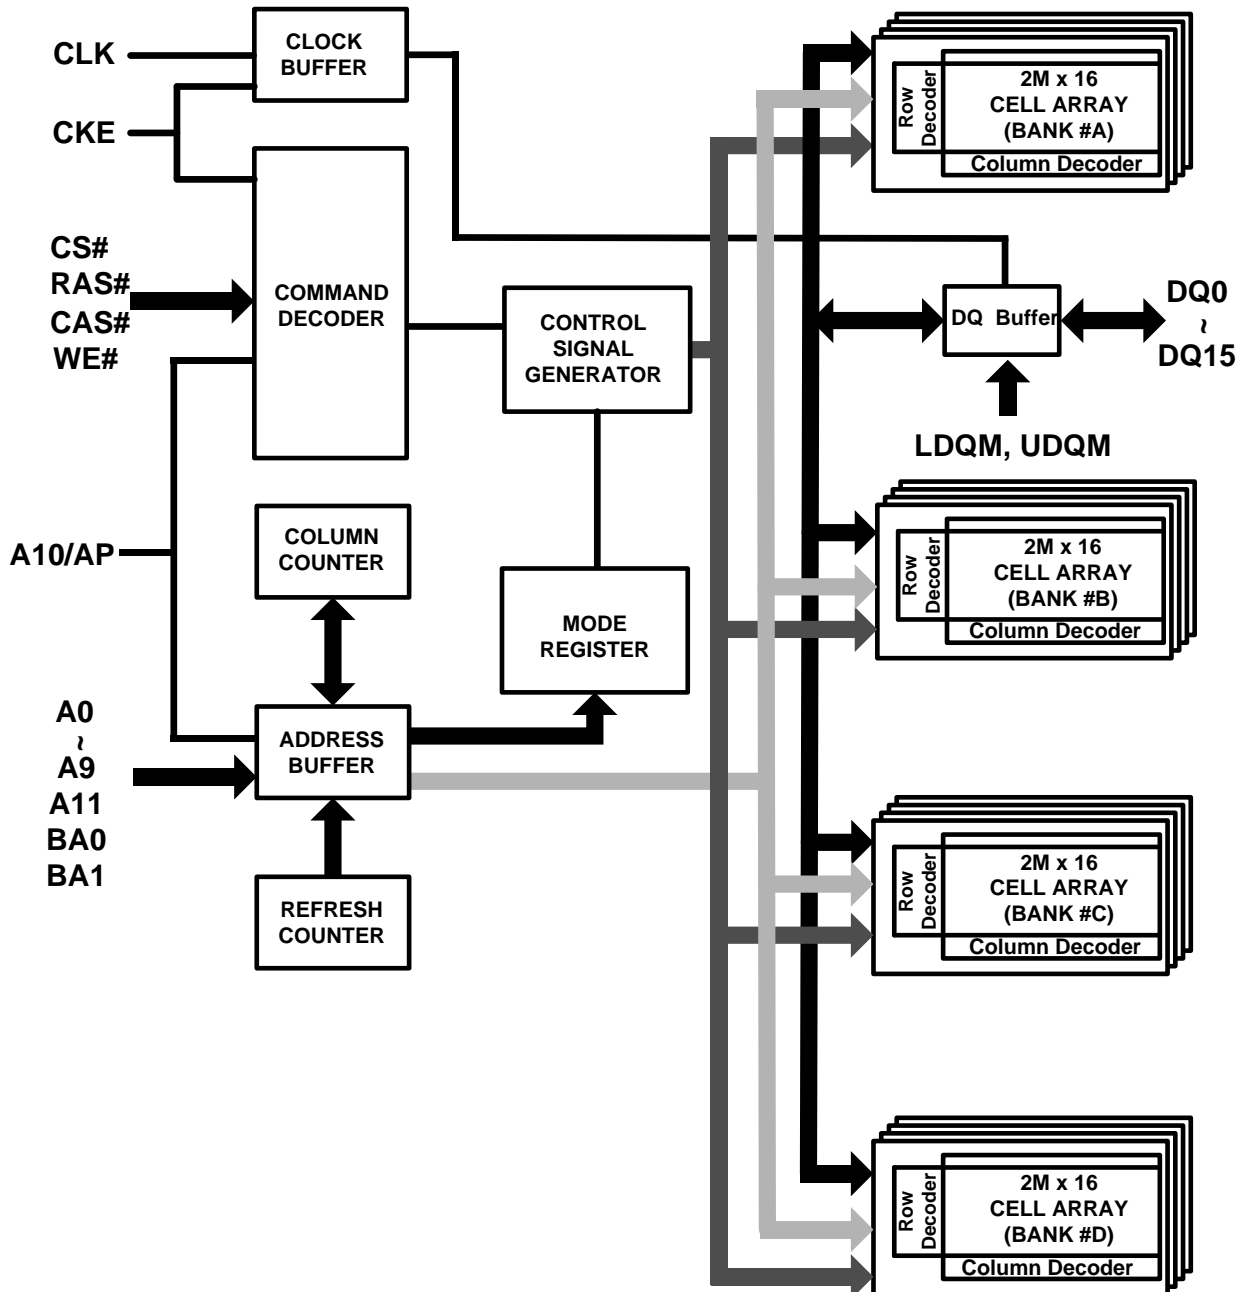 CLK
CKE
CS#
RAS#
CAS#
WE#
A10/AP
A0
~
A9
A11
BA0
BA1
CLOCK
BUFFER
COMMAND
DECODER
COLUMN
COUNTER
ADDRESS
BUFFER
REFRESH
COUNTER
CONTROL
SIGNAL
GENERATOR
MODE
REGISTER
Row
Decoder
2M x 16
CELL ARRAY
(BANK #A)
Column Decoder
DQ Buffer
DQ0
~
DQ15
LDQM, UDQM
Row
Decoder
2M x 16
CELL ARRAY
(BANK #B)
Column Decoder
Row
Decoder
2M x 16
CELL ARRAY
(BANK #C)
Column Decoder
Row
Decoder
2M x 16
CELL ARRAY
(BANK #D)
Column Decoder